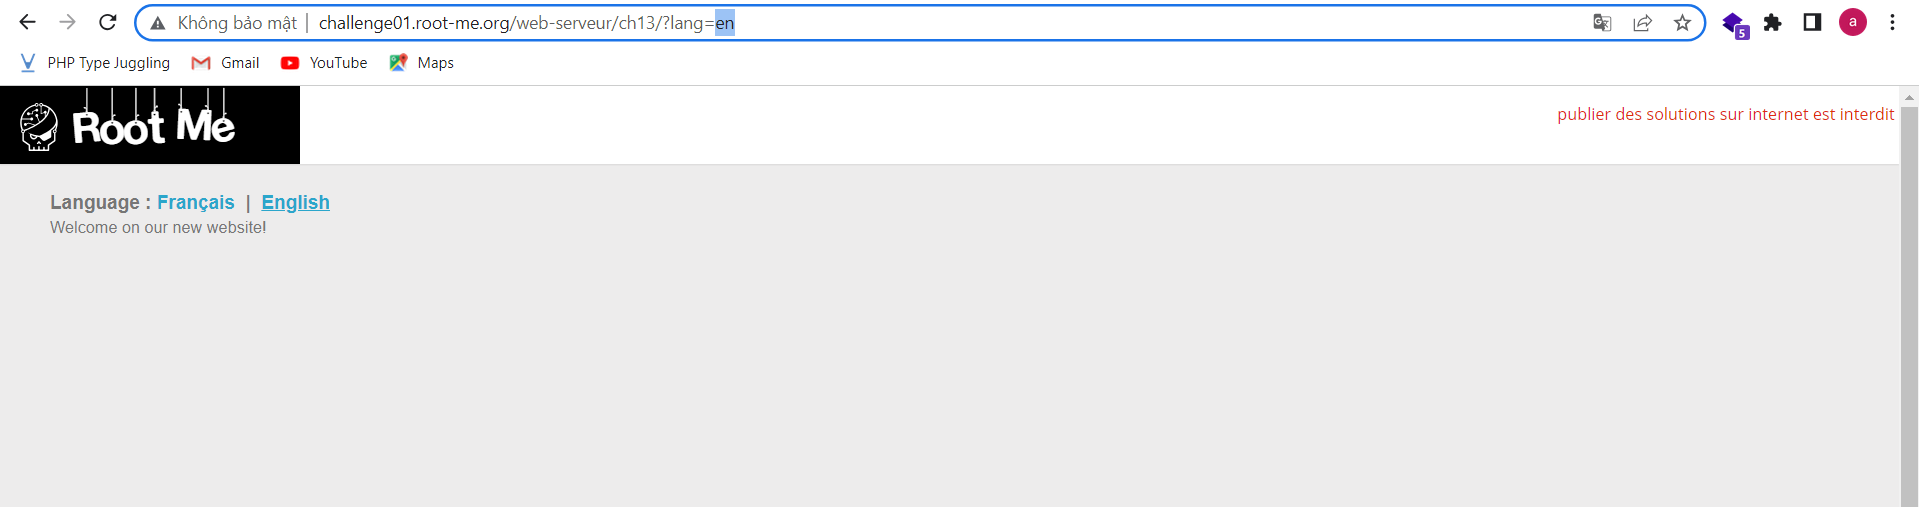 Không bảo mật | challenge01.root-me.org/web-serveur/ch13/?lang=en
5
a
PHP Type Juggling Gmail YouTube Maps
Root Me
publier des solutions sur internet est interdit
Language : Français | English
Welcome on our new website!